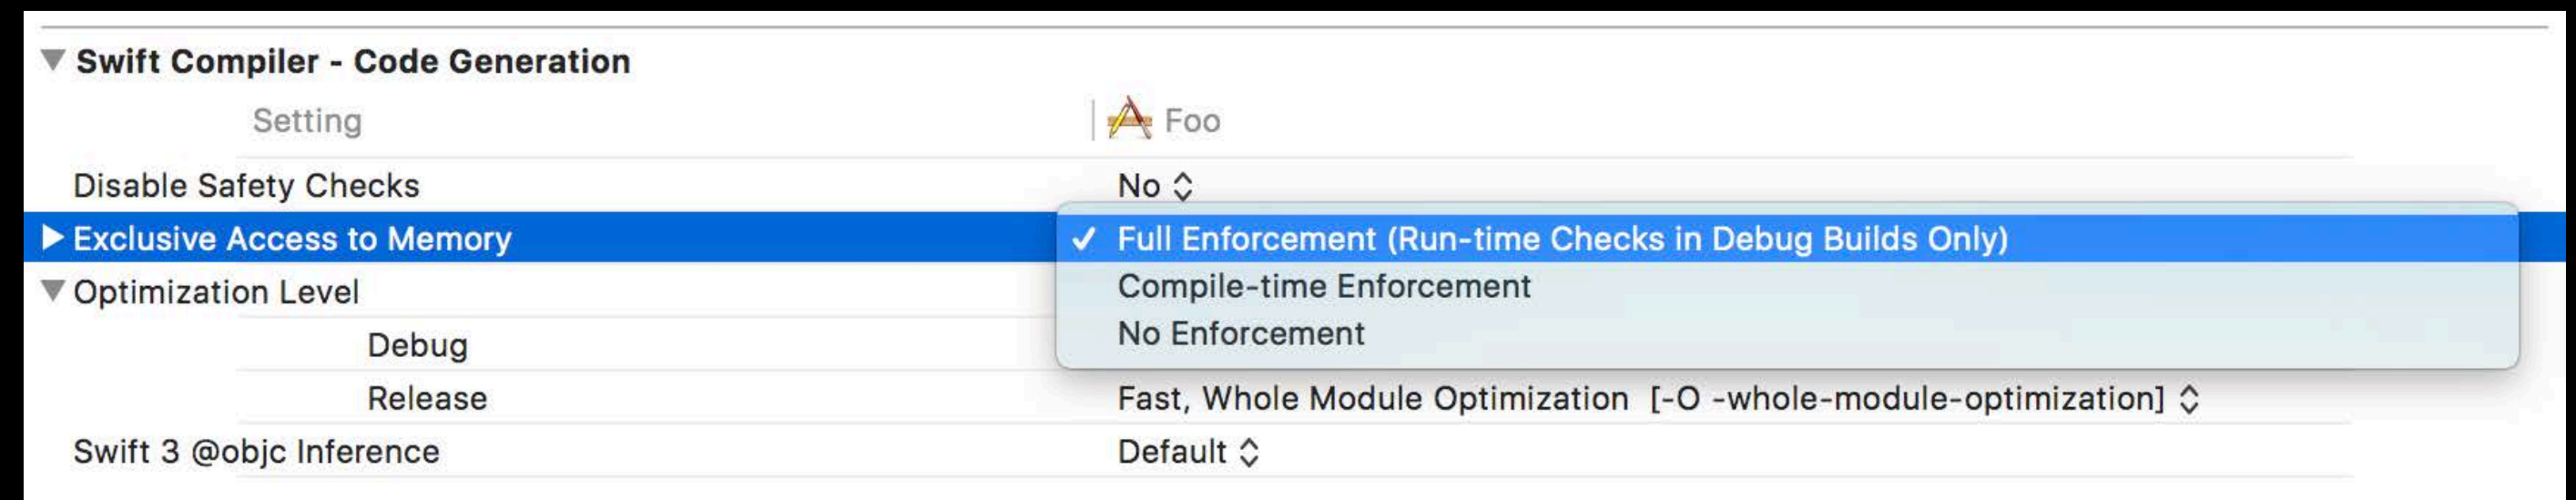 Swift Compiler - Code Generation
Setting Foo
Disable Safety Checks No
Exclusive Access to Memory ✓ Full Enforcement (Run-time Checks in Debug Builds Only)
Optimization Level Compile-time Enforcement
No Enforcement
Debug
Release Fast, Whole Module Optimization [-O -whole-module-optimization]
Swift 3 @objc Inference Default